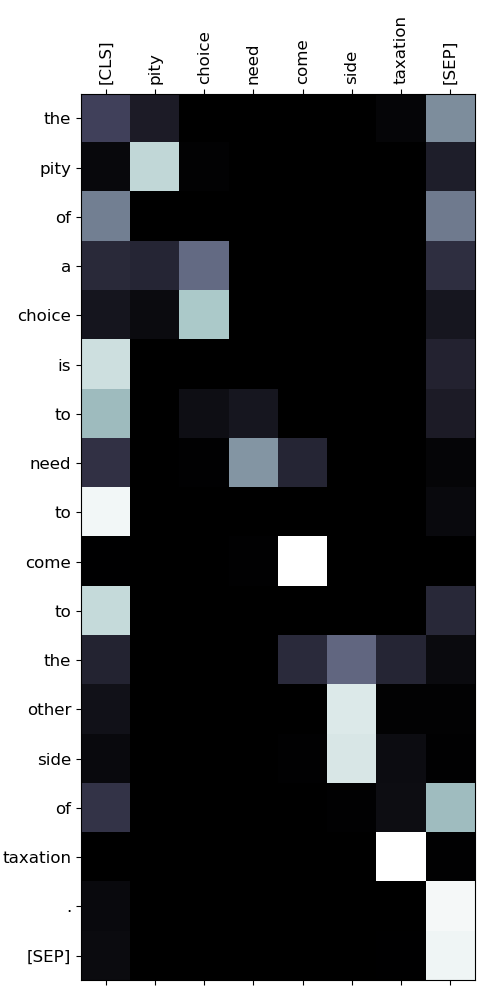 [CLS] pity choice need come side taxation [SEP]
the
pity
of
a
choice
is
to
need
to
come
to
the
other
side
of
taxation
.
[SEP]